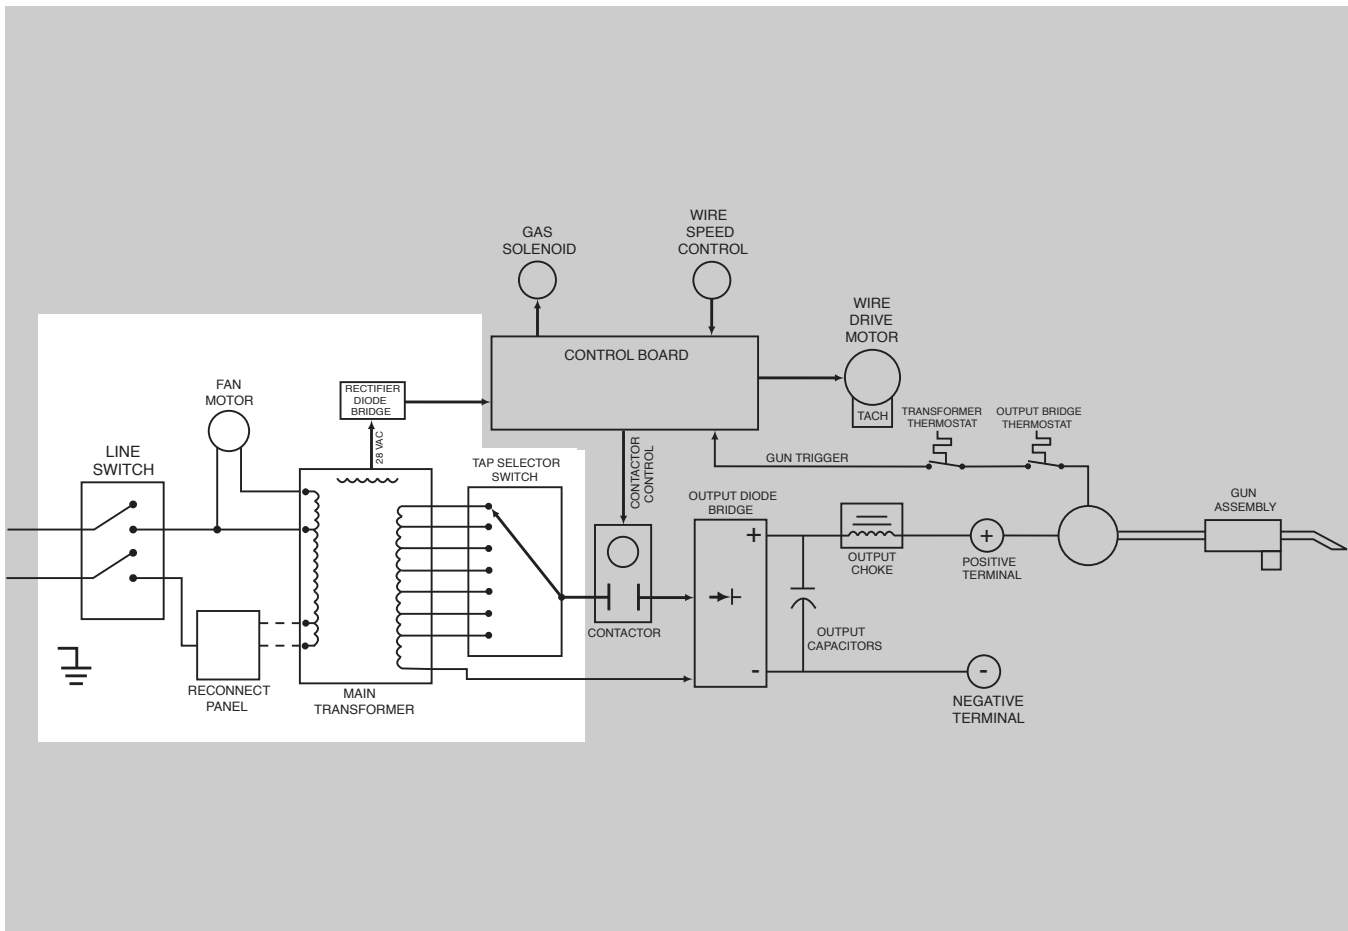 GAS
SOLENOID
WIRE
SPEED
CONTROL
WIRE
DRIVE
MOTOR
CONTROL BOARD
TACH
FAN
MOTOR
RECTIFIER
DIODE
BRIDGE
28 VAC
TRANSFORMER
THERMOSTAT
OUTPUT BRIDGE
THERMOSTAT
LINE
SWITCH
TAP SELECTOR
SWITCH
CONTACTOR
CONTROL
GUN TRIGGER
OUTPUT DIODE
BRIDGE
GUN
ASSEMBLY
+
+
OUTPUT
CHOKE
POSITIVE
TERMINAL
CONTACTOR
OUTPUT
CAPACITORS
-
-
RECONNECT
PANEL
MAIN
TRANSFORMER
NEGATIVE
TERMINAL